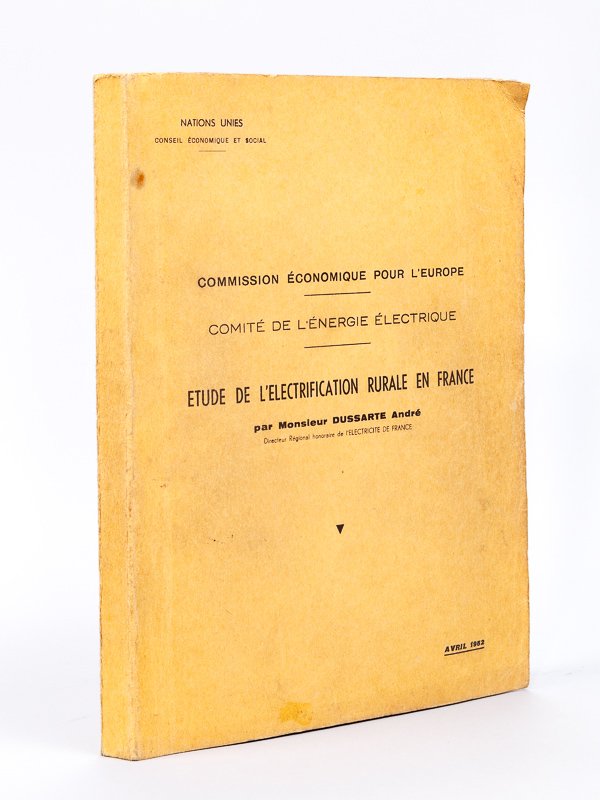 NATIONS UNIES
CONSEIL ÉCONOMIQUE ET SOCIAL
COMMISSION ÉCONOMIQUE POUR L'EUROPE
COMITÉ DE L'ÉNERGIE ÉLECTRIQUE
ETUDE DE L'ELECTRIFICATION RURALE EN FRANCE
par Monsieur DUSSARTE André
Directeur Régional honoraire de l'ELECTRICITE DE FRANCE
AVRIL 1962